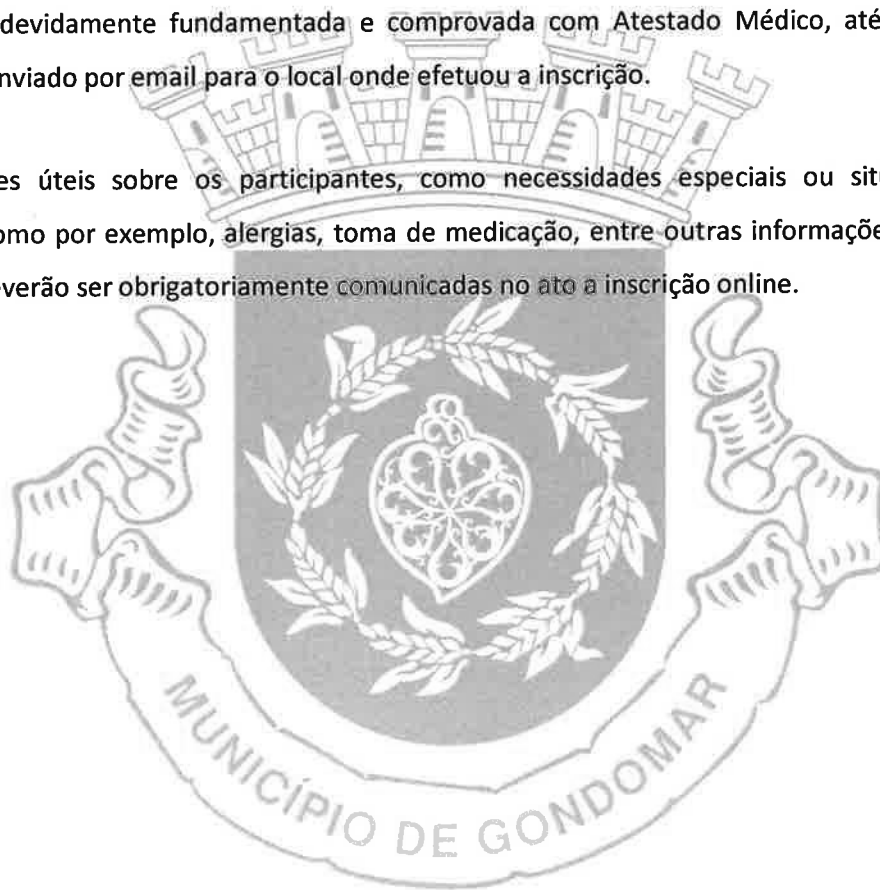 devidamente fundamentada e comprovada com Atestado Médico, até
nviado por email para o local onde efetuou a inscrição.
es úteis sobre os participantes, como necessidades especiais ou situ
omo por exemplo, alergias, toma de medicação, entre outras informaçõe
verão ser obrigatoriamente comunicadas no ato a inscrição online.
MUNICÍPIO DE GONDOMAR